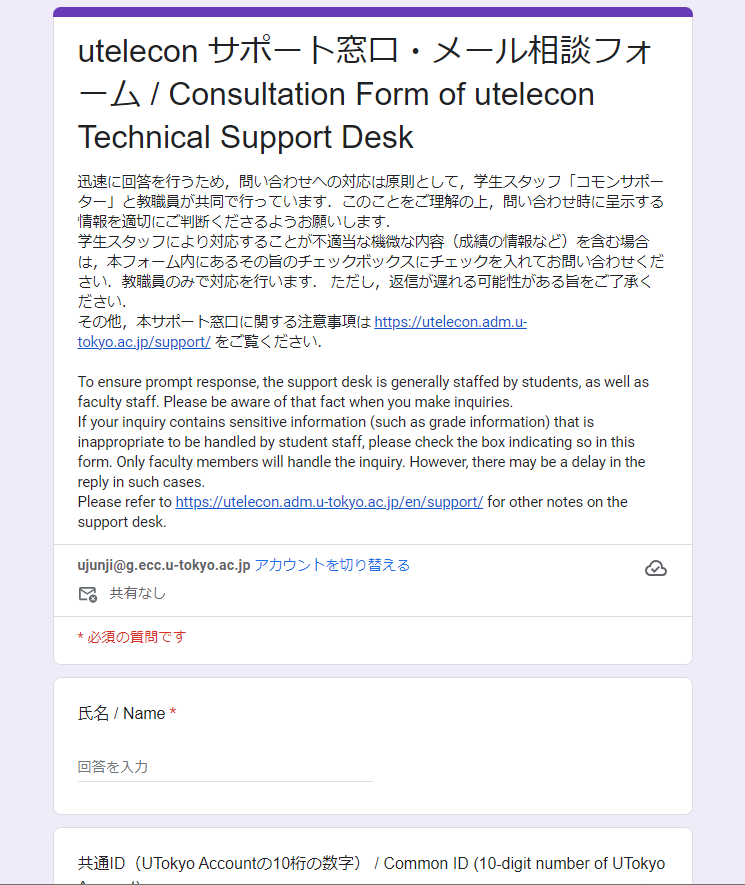 utelecon サポート窓口・メール相談フォ
ーム / Consultation Form of utelecon
Technical Support Desk
迅速に回答を行うため，問い合わせへの対応は原則として，学生スタッフ「コモンサポー
ター」と教職員が共同で行っています．このことをご理解の上，問い合わせ時に呈示する
情報を適切にご判断くださるようお願いします．
学生スタッフにより対応することが不適当な機微な内容（成績の情報など）を含む場合
は，本フォーム内にあるその旨のチェックボックスにチェックを入れてお問い合わせくだ
さい．教職員のみで対応を行います． ただし，返信が遅れる可能性がある旨をご了承く
ださい．
その他，本サポート窓口に関する注意事項は https://utelecon.adm.u-
tokyo.ac.jp/support/ をご覧ください．
To ensure prompt response, the support desk is generally staffed by students, as well as
faculty staff. Please be aware of that fact when you make inquiries.
If your inquiry contains sensitive information (such as grade information) that is
inappropriate to be handled by student staff, please check the box indicating so in this
form. Only faculty members will handle the inquiry. However, there may be a delay in the
reply in such cases.
Please refer to https://utelecon.adm.u-tokyo.ac.jp/en/support/ for other notes on the
support desk.
ujunji@g.ecc.u-tokyo.ac.jp アカウントを切り替える
共有なし
* 必須の質問です
氏名 / Name *
回答を入力
共通ID（UTokyo Accountの10桁の数字） / Common ID (10-digit number of UTokyo